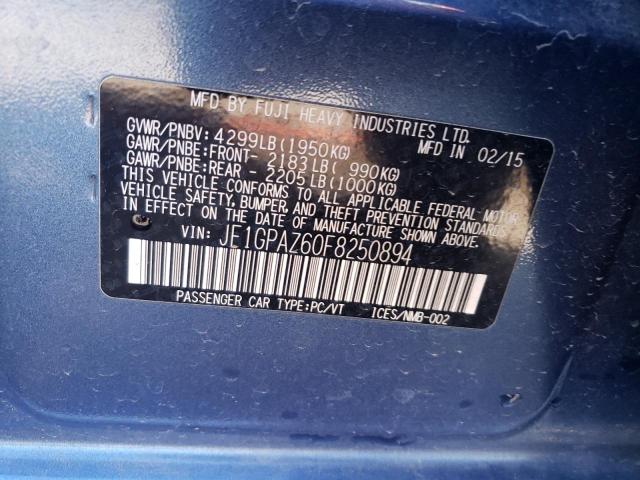 MFD BY FUJI HEAVY INDUSTRIES LTD.
GVWR/PNBV: 4299LB(1950KG) MFD IN 02/15
GAWR/PNBE:FRONT- 2183LB( 990KG)
GAWR/PNBE:REAR - 2205LB(1000KG)
THIS VEHICLE CONFORMS TO ALL APPLICABLE FEDERAL MOTOR
VEHICLE SAFETY, BUMPER, AND THEFT PREVENTION STANDARDS
IN EFFECT ON THE DATE OF MANUFACTURE SHOWN ABOVE.
VIN: JF1GPAZ60F8250894
PASSENGER CAR TYPE:PC/VT ICES/NMB-002